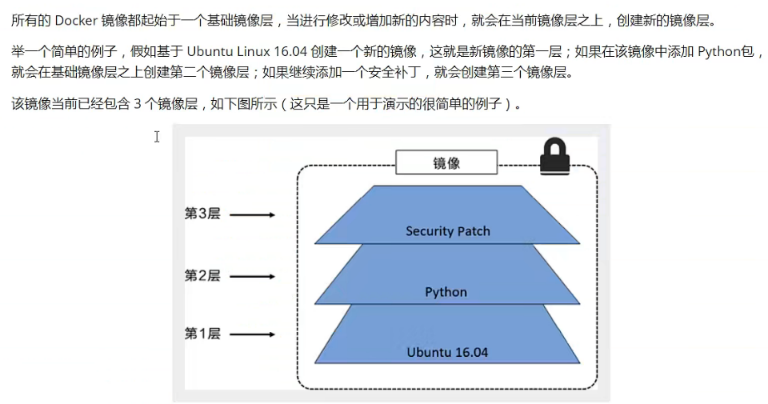 所有的 Docker 镜像都起始于一个基础镜像层，当进行修改或增加新的内容时，就会在当前镜像层之上，创建新的镜像层。
举一个简单的例子，假如基于 Ubuntu Linux 16.04 创建一个新的镜像，这就是新镜像的第一层；如果在该镜像中添加 Python包，
就会在基础镜像层之上创建第二个镜像层；如果继续添加一个安全补丁，就会创建第三个镜像层。
该镜像当前已经包含 3 个镜像层，如下图所示（这只是一个用于演示的很简单的例子）。
镜像
第3层
Security Patch
第2层
Python
第1层
Ubuntu 16.04